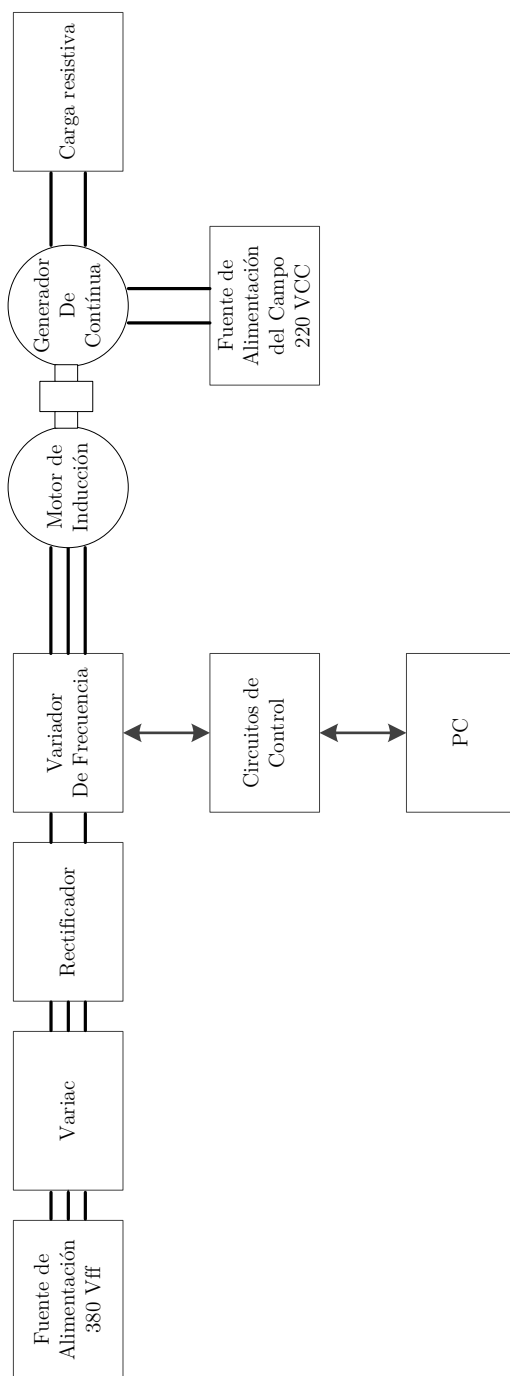 Fuente de
Alimentación
380 Vff
Variac
Rectificador
Variador
De Frecuencia
Motor de
Inducción
Generador
De
Contínua
Carga resistiva
Circuitos de
Control
Fuente de
Alimentación
del Campo
220 VCC
PC